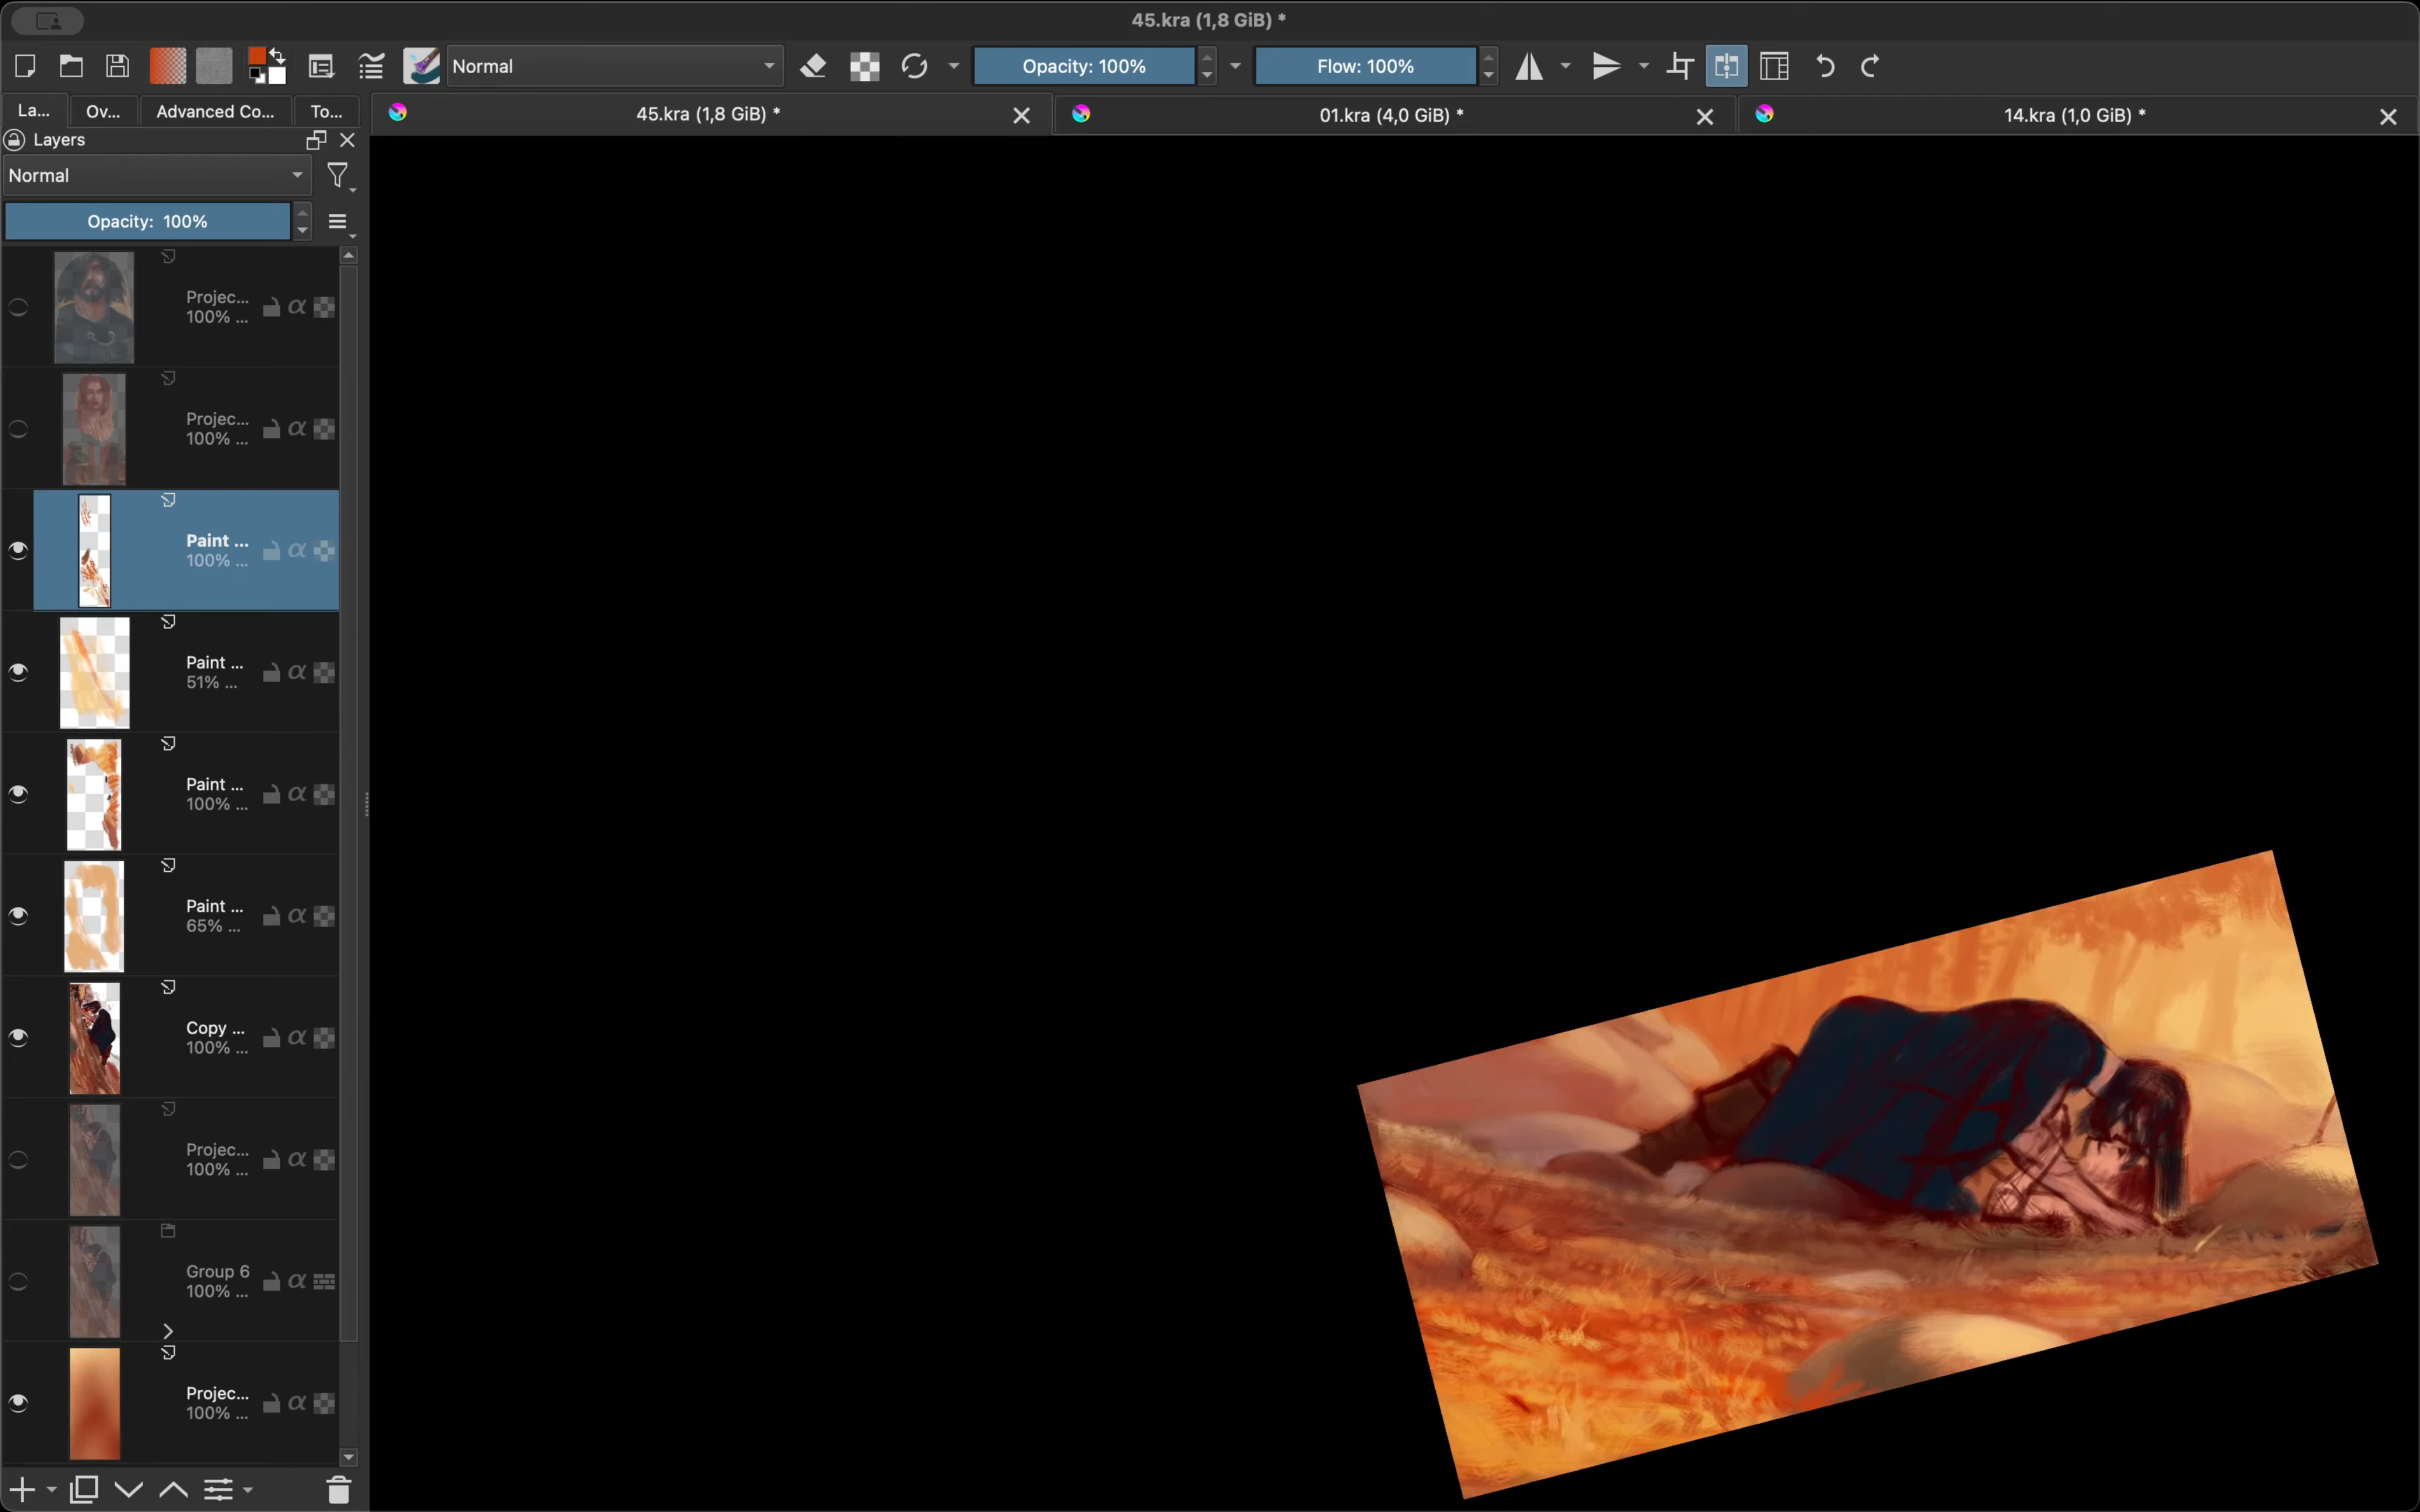 45.kra (1,8 GiB) *
Normal
Opacity: 100%
Flow: 100%
La...
Ov...
Advanced Co...
To...
45.kra (1,8 GiB) *
01.kra (4,0 GiB) *
14.kra (1,0 GiB) *
Layers
Normal
Opacity: 100%
Projec...
100% ...
Projec...
100% ...
Paint ...
100% ...
Paint ...
51% ...
Paint ...
100% ...
Paint ...
65% ...
Copy ...
100% ...
Projec...
100% ...
Group 6
100% ...
Projec...
100% ...